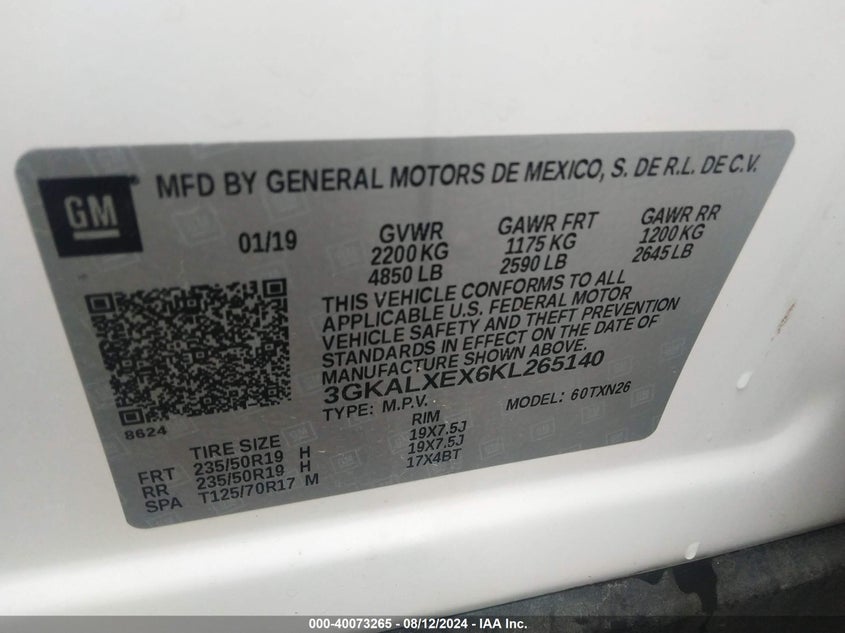 GM
MFD BY GENERAL MOTORS DE MEXICO, S. DE R.L. DE C.V.
01/19
GVWR
2200 KG
4850 LB
GAWR FRT
1175 KG
2590 LB
GAWR RR
1200 KG
2645 LB
THIS VEHICLE CONFORMS TO ALL
APPLICABLE U.S. FEDERAL MOTOR
VEHICLE SAFETY AND THEFT PREVENTION
STANDARDS IN EFFECT ON THE DATE OF
MANUFACTURE SHOWN ABOVE.
3GKALXEX6KL265140
TYPE: M.P.V. MODEL: 60TXN26
8624
TIRE SIZE RIM
FRT 235/50R19 H 19X7.5J
RR 235/50R19 H 19X7.5J
SPA T125/70R17 M 17X4BT
000-40073265 - 08/12/2024 - IAAI Inc.